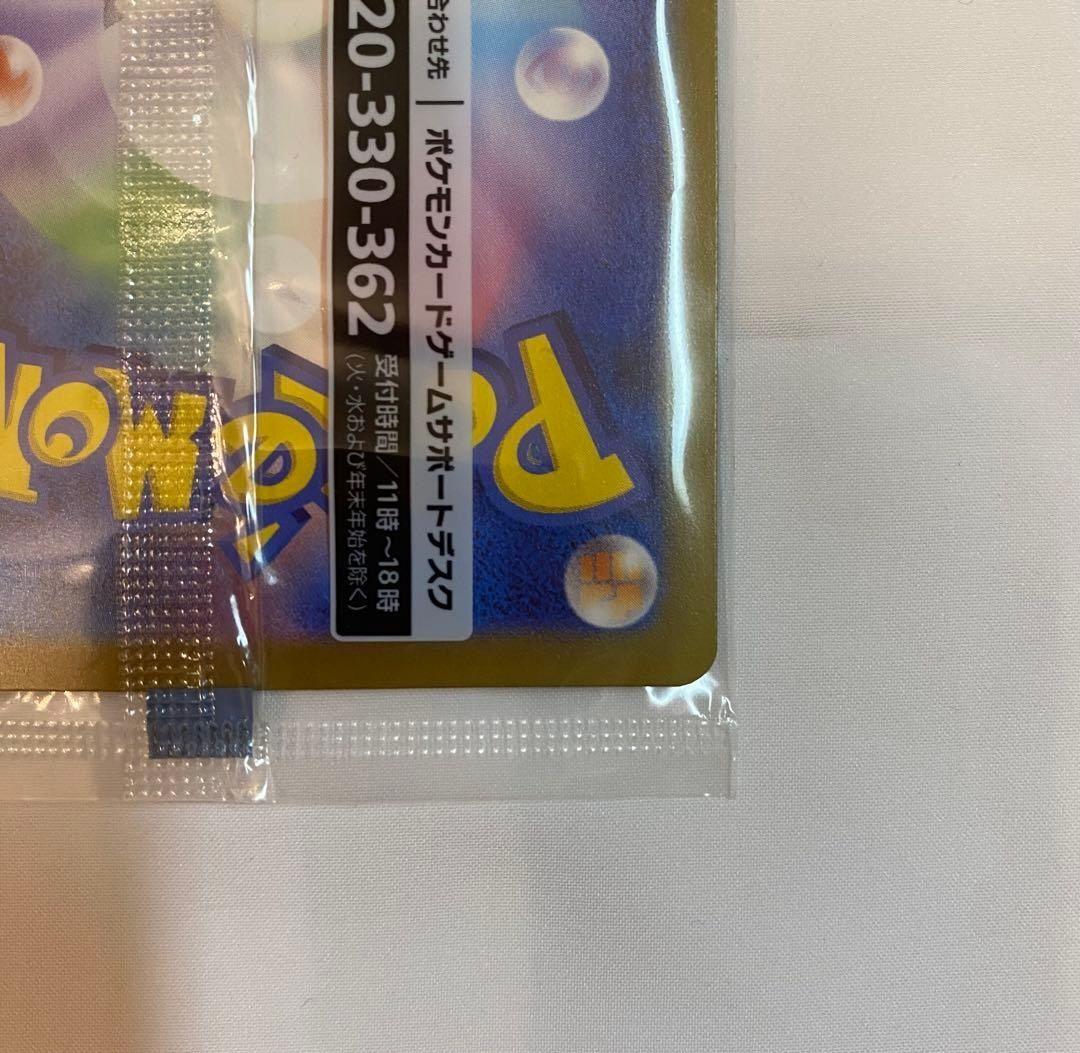 合わせ先｜ポケモンカードゲームサポートデスク
20-330-362 受付時間/11時～18時
(火・水および年末年始を除く)
Pokémon